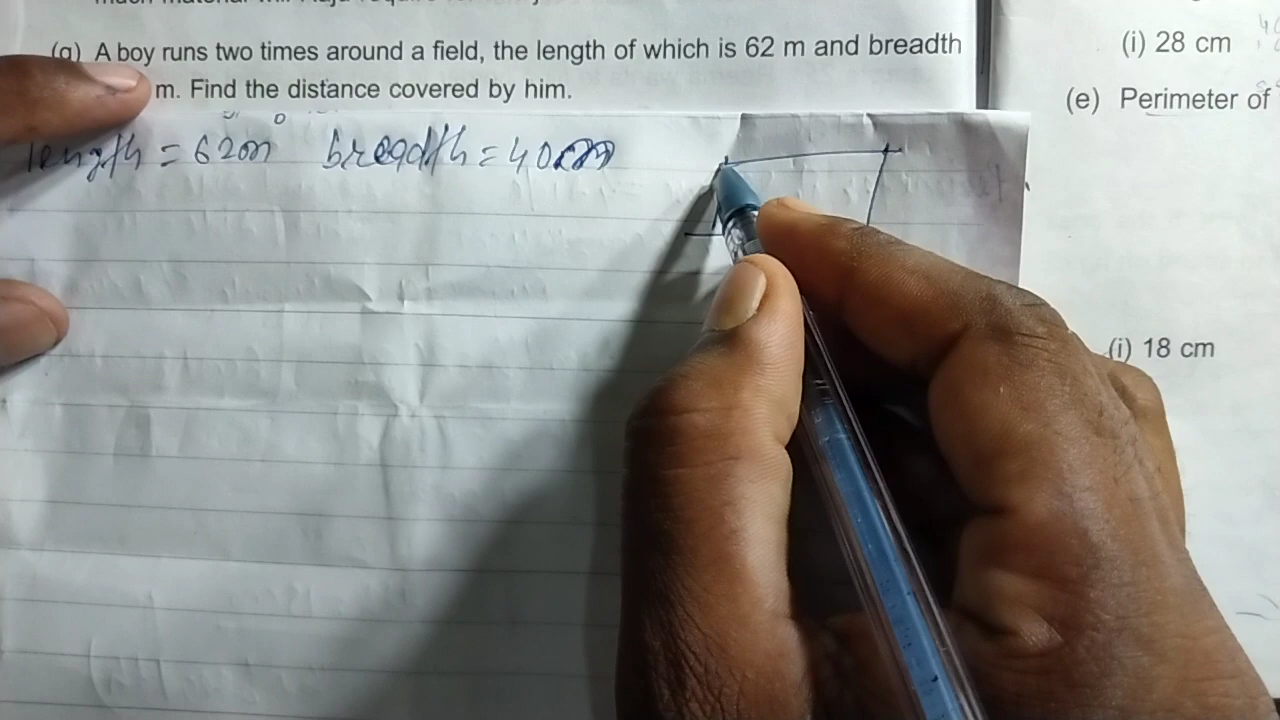 (g) A boy runs two times around a field, the length of which is 62 m and breadth
m. Find the distance covered by him.
length = 62m breadth = 40m
(i) 28 cm
(e) Perimeter of
(i) 18 cm